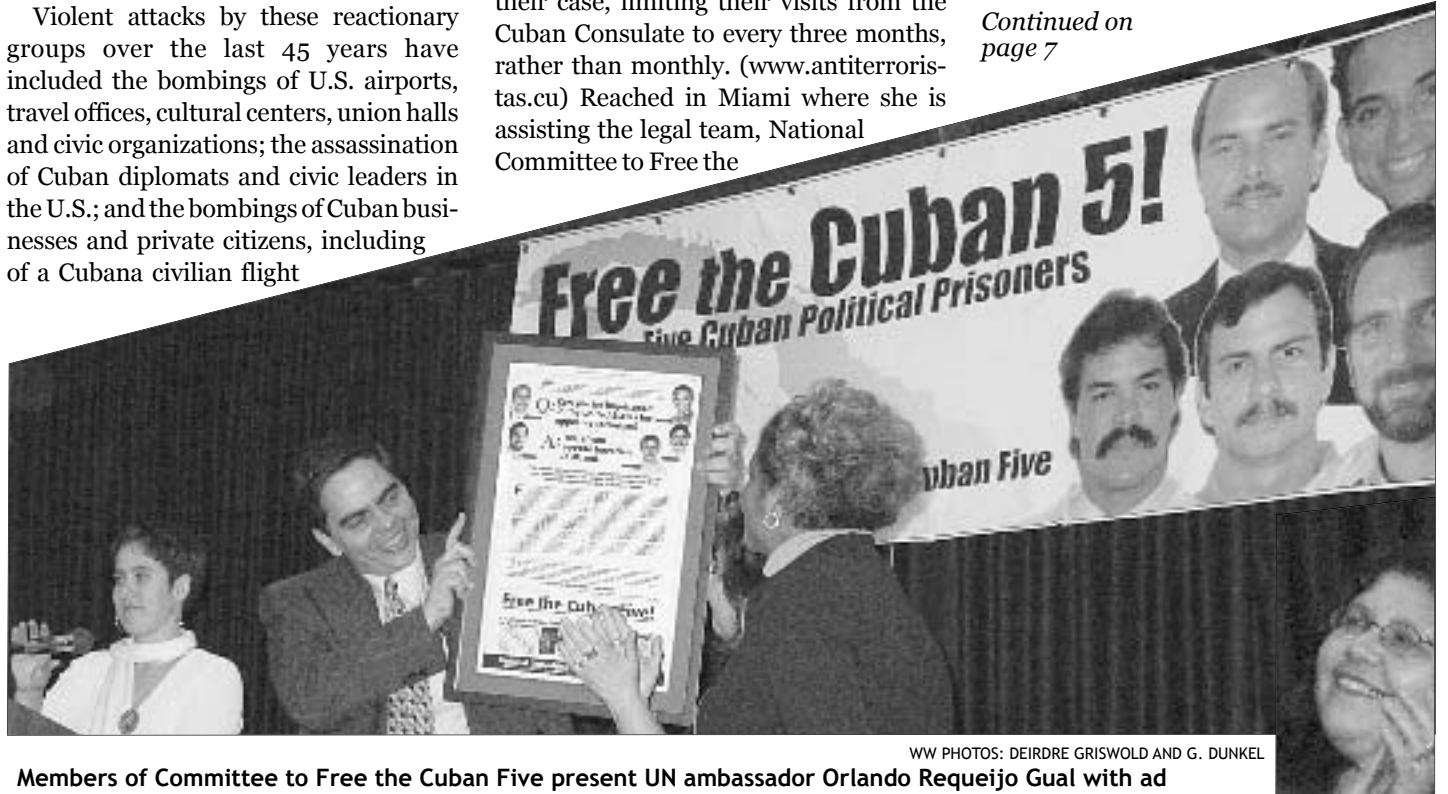 Violent attacks by these reactionary
groups over the last 45 years have
included the bombings of U.S. airports,
travel offices, cultural centers, union halls
and civic organizations; the assassination
of Cuban diplomats and civic leaders in
the U.S.; and the bombings of Cuban busi-
nesses and private citizens, including
of a Cubana civilian flight
their case, limiting their visits from the
Cuban Consulate to every three months,
rather than monthly. (www.antiterroris-
tas.cu) Reached in Miami where she is
assisting the legal team, National
Committee to Free the
Continued on
page 7
Free the Cuban 5!
Five Cuban Political Prisoners
Cuban Five
Q:
A:
Free the Cuban Five!
WW PHOTOS: DEIRDRE GRISWOLD AND G. DUNKEL
Members of Committee to Free the Cuban Five present UN ambassador Orlando Requeijo Gual with ad